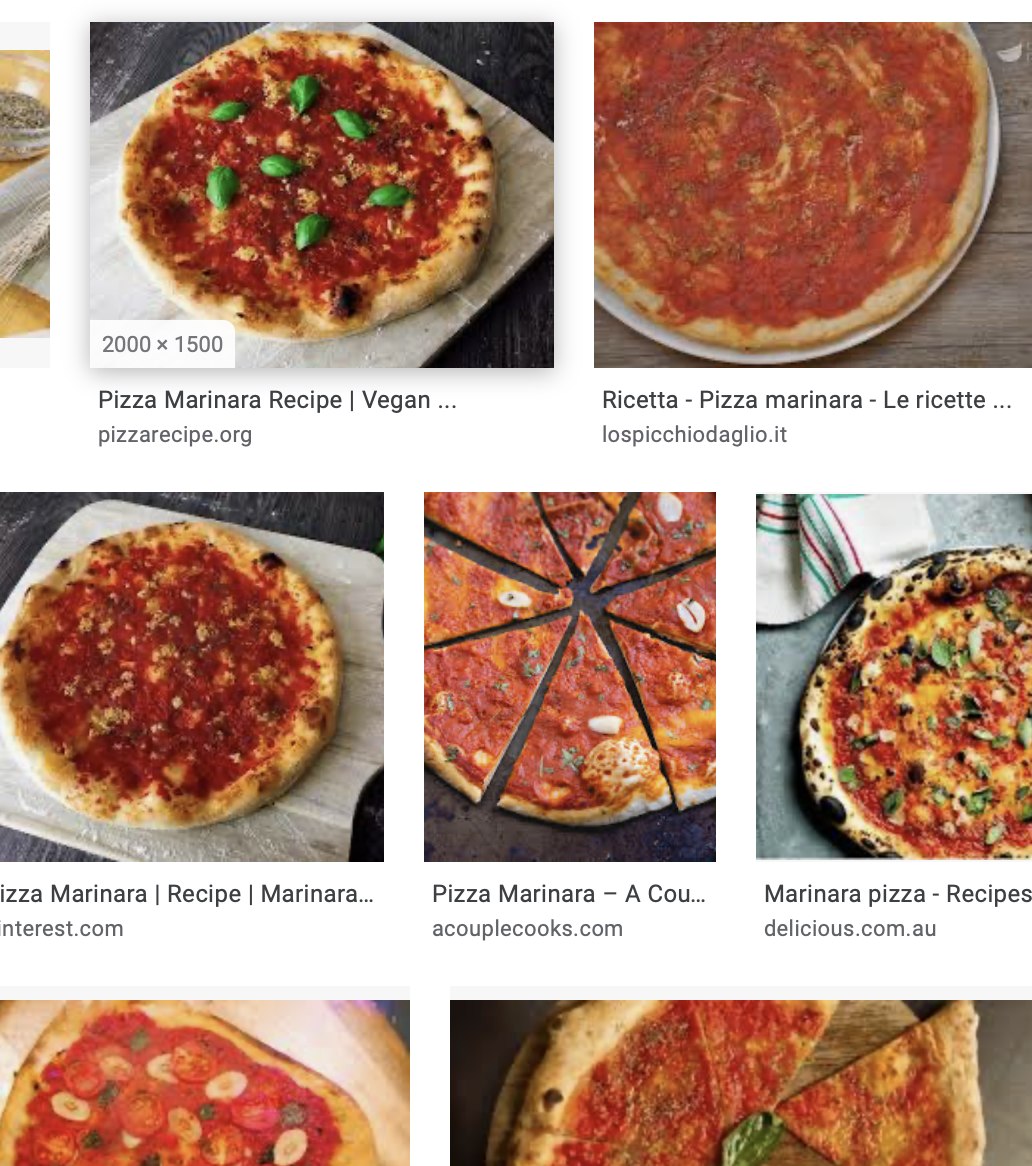 2000 × 1500
Pizza Marinara Recipe | Vegan ...
pizzarecipe.org
Ricetta - Pizza marinara - Le ricette ...
lospicchiodaglio.it
izza Marinara | Recipe | Marinara...
interest.com
Pizza Marinara – A Cou...
acouplecooks.com
Marinara pizza - Recipes
delicious.com.au